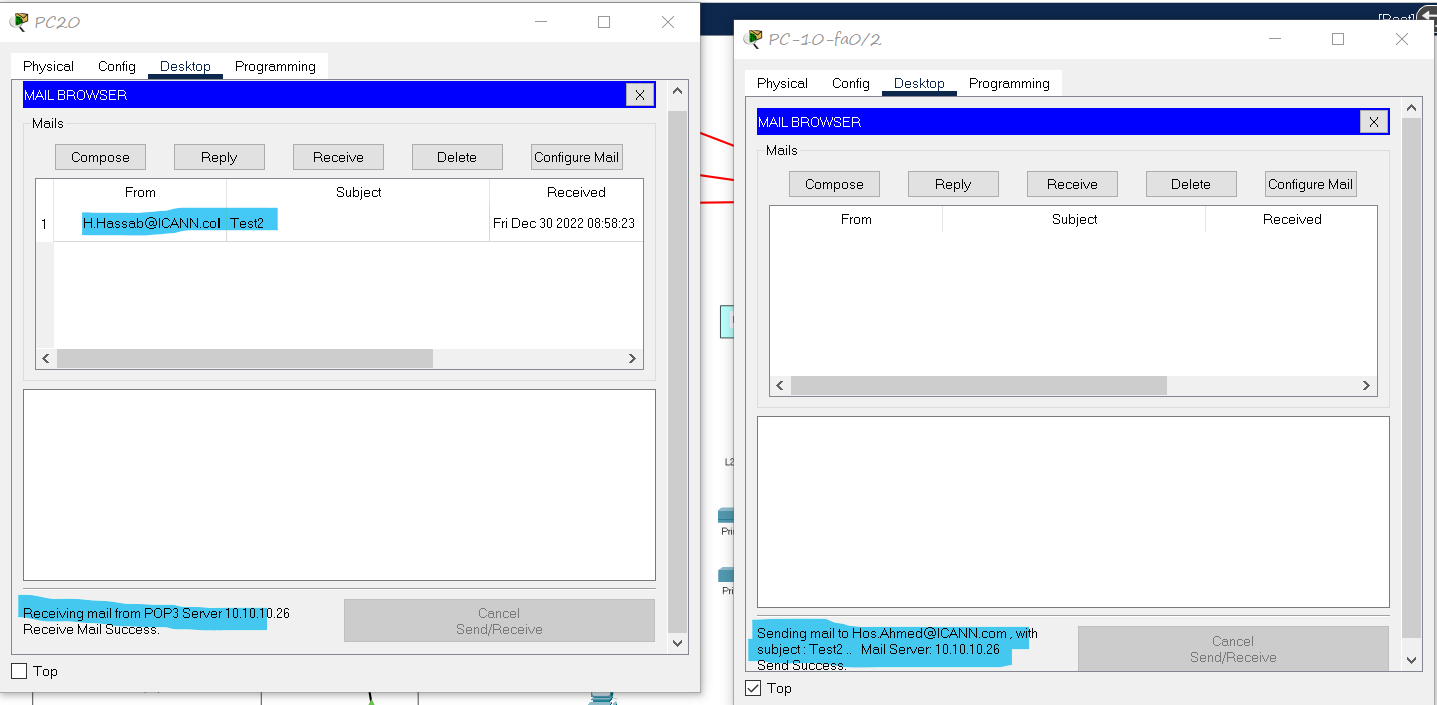 PC20
Physical Config Desktop Programming
MAIL BROWSER X
Mails
Compose Reply Receive Delete Configure Mail
From Subject Received
1 H.Hassab@ICANN.col Test2 Fri Dec 30 2022 08:58:23
Receiving mail from POP3 Server 10.10.10.26
Receive Mail Success.
Cancel
Send/Receive
Top
[Root]
PC-10-fa0/2
Physical Config Desktop Programming
MAIL BROWSER X
Mails
Compose Reply Receive Delete Configure Mail
From Subject Received
Sending mail to Hos.Ahmed@ICANN.com , with
subject : Test2 .. Mail Server: 10.10.10.26
Send Success.
Cancel
Send/Receive
Top
L2
Pri
Pri